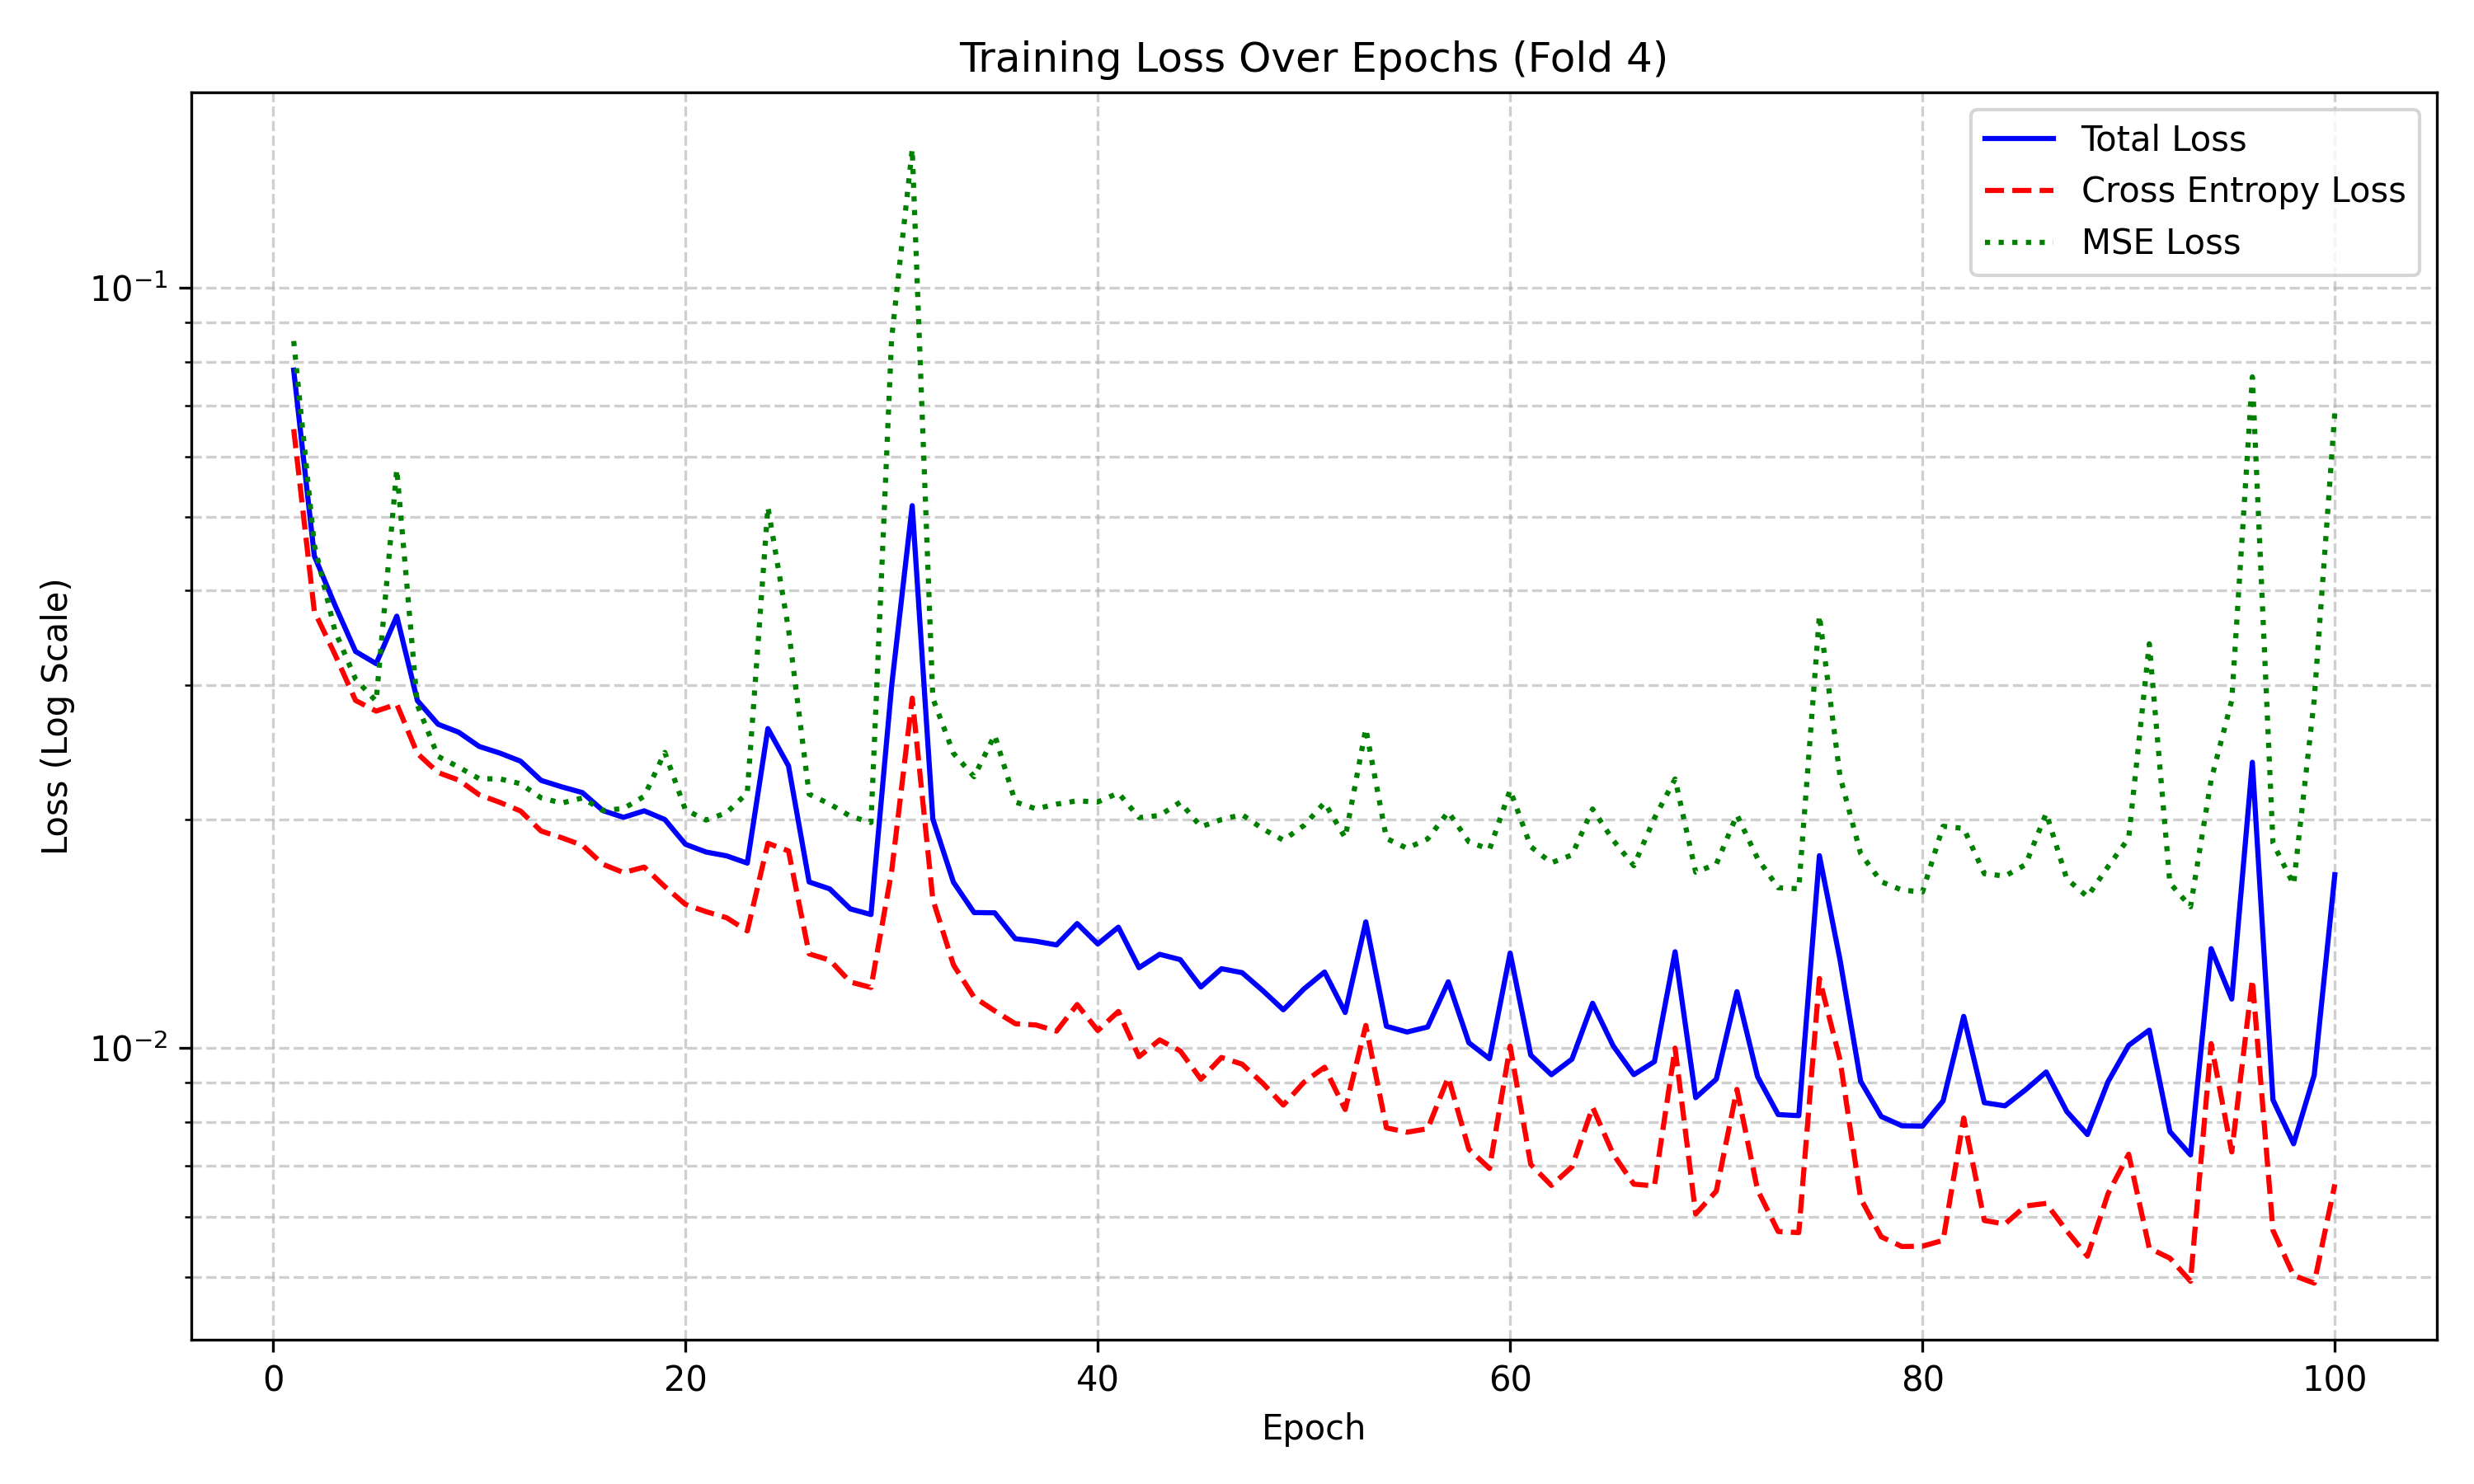 Training Loss Over Epochs (Fold 4)
Total Loss
Cross Entropy Loss
MSE Loss
Loss (Log Scale)
10⁻¹
10⁻²
0 20 40 60 80 100
Epoch